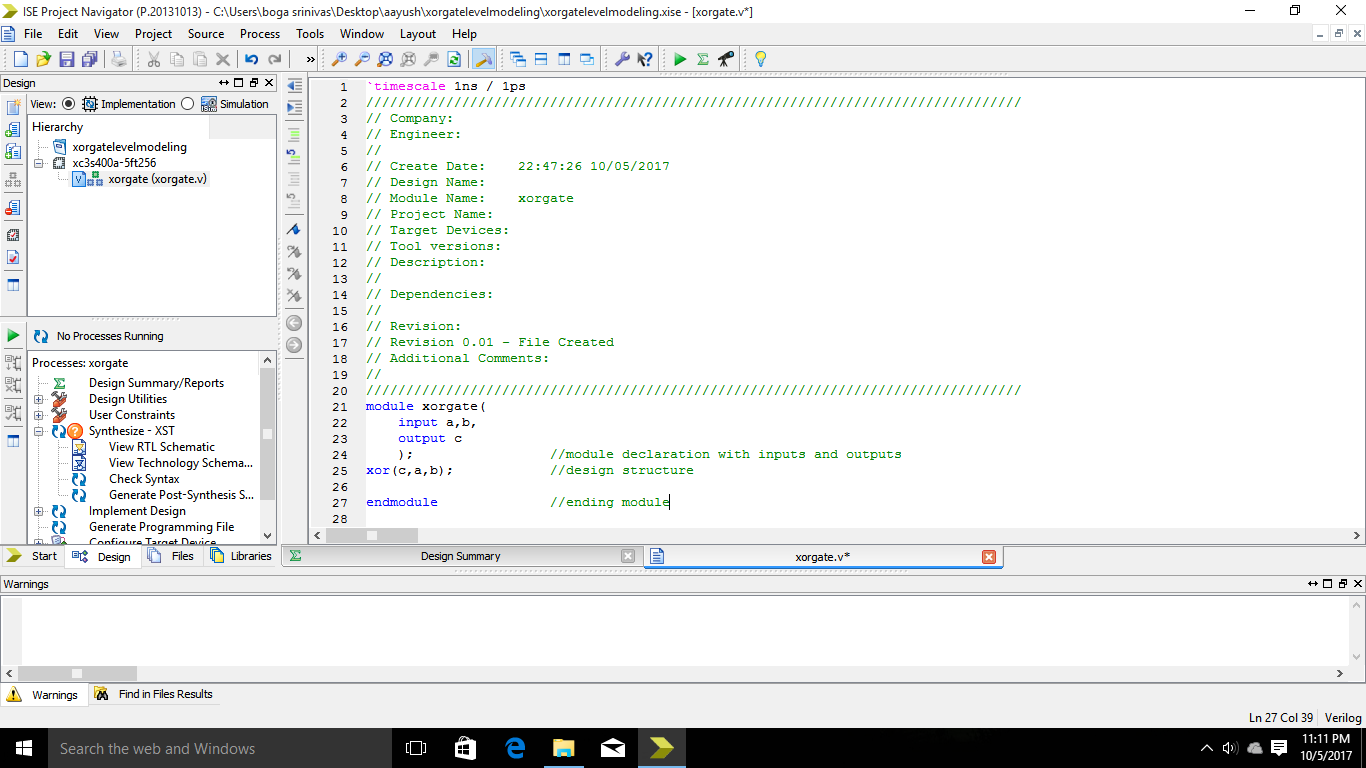 ISE Project Navigator (P.20131013) - C:\Users\boga srinivas\Desktop\aayush\xorgatelevelmodeling\xorgatelevelmodeling.xise - [xorgate.v*]
File Edit View Project Source Process Tools Window Layout Help
»
Design
View: Implementation Simulation
Hierarchy
xorgatelevelmodeling
xc3s400a-5ft256
xorgate (xorgate.v)
No Processes Running
Processes: xorgate
Design Summary/Reports
Design Utilities
User Constraints
Synthesize - XST
View RTL Schematic
View Technology Schema...
Check Syntax
Generate Post-Synthesis S...
Implement Design
Generate Programming File
Configure Target Device
Start Design Files Libraries
1 `timescale 1ns / 1ps
2 //////////////////////////////////////////////////////////////////////////////////
3 // Company:
4 // Engineer:
5 //
6 // Create Date:    22:47:26 10/05/2017
7 // Design Name:
8 // Module Name:    xorgate
9 // Project Name:
10 // Target Devices:
11 // Tool versions:
12 // Description:
13 //
14 // Dependencies:
15 //
16 // Revision:
17 // Revision 0.01 - File Created
18 // Additional Comments:
19 //
20 //////////////////////////////////////////////////////////////////////////////////
21 module xorgate(
22     input a,b,
23     output c
24     );                 //module declaration with inputs and outputs
25 xor(c,a,b);            //design structure
26
27 endmodule              //ending module
28
Design Summary xorgate.v*
Warnings
Warnings Find in Files Results
Ln 27 Col 39 Verilog
Search the web and Windows
11:11 PM
10/5/2017